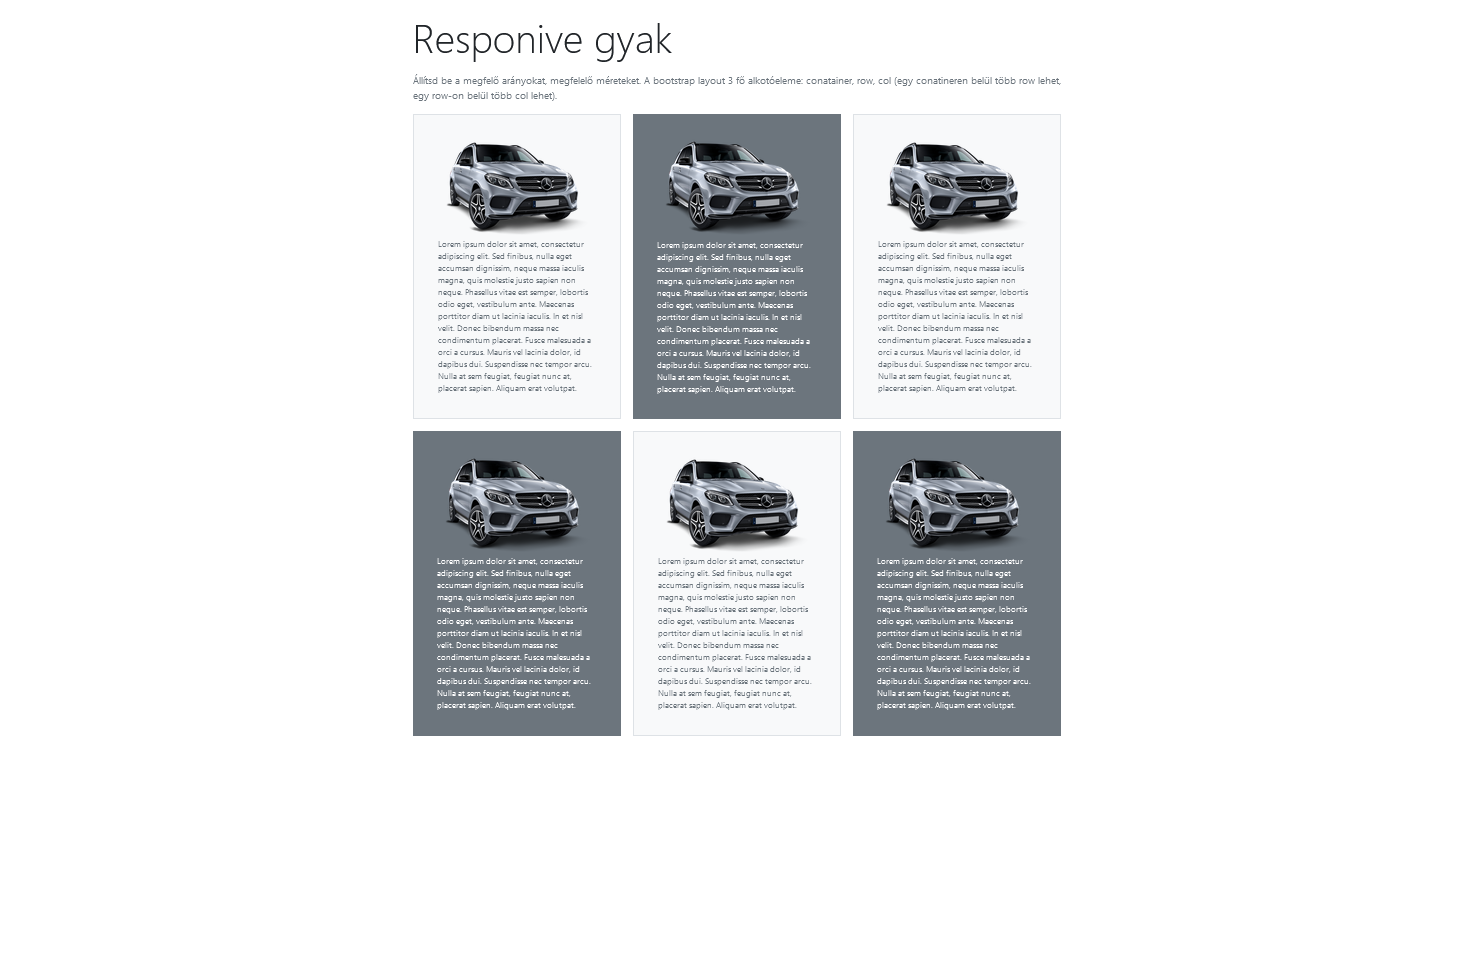 Responive gyak
Állítsd be a megfelő arányokat, megfelelő méreteket. A bootstrap layout 3 fő alkotóeleme: conatainer, row, col (egy conatineren belül több row lehet,
egy row-on belül több col lehet).
Lorem ipsum dolor sit amet, consectetur
adipiscing elit. Sed finibus, nulla eget
accumsan dignissim, neque massa iaculis
magna, quis molestie justo sapien non
neque. Phasellus vitae est semper, lobortis
odio eget, vestibulum ante. Maecenas
porttitor diam ut lacinia iaculis. In et nisl
velit. Donec bibendum massa nec
condimentum placerat. Fusce malesuada a
orci a cursus. Mauris vel lacinia dolor, id
dapibus dui. Suspendisse nec tempor arcu.
Nulla at sem feugiat, feugiat nunc at,
placerat sapien. Aliquam erat volutpat.
Lorem ipsum dolor sit amet, consectetur
adipiscing elit. Sed finibus, nulla eget
accumsan dignissim, neque massa iaculis
magna, quis molestie justo sapien non
neque. Phasellus vitae est semper, lobortis
odio eget, vestibulum ante. Maecenas
porttitor diam ut lacinia iaculis. In et nisl
velit. Donec bibendum massa nec
condimentum placerat. Fusce malesuada a
orci a cursus. Mauris vel lacinia dolor, id
dapibus dui. Suspendisse nec tempor arcu.
Nulla at sem feugiat, feugiat nunc at,
placerat sapien. Aliquam erat volutpat.
Lorem ipsum dolor sit amet, consectetur
adipiscing elit. Sed finibus, nulla eget
accumsan dignissim, neque massa iaculis
magna, quis molestie justo sapien non
neque. Phasellus vitae est semper, lobortis
odio eget, vestibulum ante. Maecenas
porttitor diam ut lacinia iaculis. In et nisl
velit. Donec bibendum massa nec
condimentum placerat. Fusce malesuada a
orci a cursus. Mauris vel lacinia dolor, id
dapibus dui. Suspendisse nec tempor arcu.
Nulla at sem feugiat, feugiat nunc at,
placerat sapien. Aliquam erat volutpat.
Lorem ipsum dolor sit amet, consectetur
adipiscing elit. Sed finibus, nulla eget
accumsan dignissim, neque massa iaculis
magna, quis molestie justo sapien non
neque. Phasellus vitae est semper, lobortis
odio eget, vestibulum ante. Maecenas
porttitor diam ut lacinia iaculis. In et nisl
velit. Donec bibendum massa nec
condimentum placerat. Fusce malesuada a
orci a cursus. Mauris vel lacinia dolor, id
dapibus dui. Suspendisse nec tempor arcu.
Nulla at sem feugiat, feugiat nunc at,
placerat sapien. Aliquam erat volutpat.
Lorem ipsum dolor sit amet, consectetur
adipiscing elit. Sed finibus, nulla eget
accumsan dignissim, neque massa iaculis
magna, quis molestie justo sapien non
neque. Phasellus vitae est semper, lobortis
odio eget, vestibulum ante. Maecenas
porttitor diam ut lacinia iaculis. In et nisl
velit. Donec bibendum massa nec
condimentum placerat. Fusce malesuada a
orci a cursus. Mauris vel lacinia dolor, id
dapibus dui. Suspendisse nec tempor arcu.
Nulla at sem feugiat, feugiat nunc at,
placerat sapien. Aliquam erat volutpat.
Lorem ipsum dolor sit amet, consectetur
adipiscing elit. Sed finibus, nulla eget
accumsan dignissim, neque massa iaculis
magna, quis molestie justo sapien non
neque. Phasellus vitae est semper, lobortis
odio eget, vestibulum ante. Maecenas
porttitor diam ut lacinia iaculis. In et nisl
velit. Donec bibendum massa nec
condimentum placerat. Fusce malesuada a
orci a cursus. Mauris vel lacinia dolor, id
dapibus dui. Suspendisse nec tempor arcu.
Nulla at sem feugiat, feugiat nunc at,
placerat sapien. Aliquam erat volutpat.